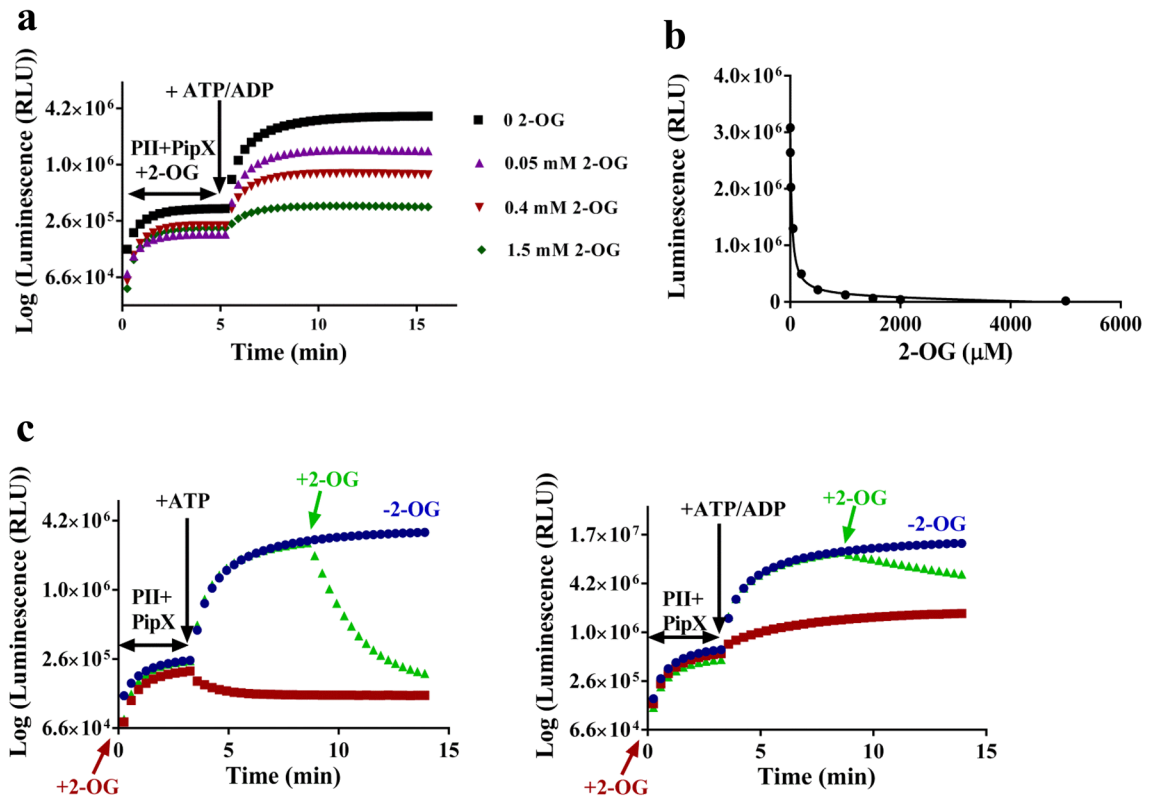 a
Log (Luminescence (RLU))
4.2×10⁶
1.0×10⁶
2.6×10⁵
6.6×10⁴
+ ATP/ADP
PII+PipX
+2-OG
0
5
10
15
Time (min)
0 2-OG
0.05 mM 2-OG
0.4 mM 2-OG
1.5 mM 2-OG
b
Luminescence (RLU)
4.0×10⁶
3.0×10⁶
2.0×10⁶
1.0×10⁶
0
0
2000
4000
6000
2-OG (μM)
c
Log (Luminescence (RLU))
4.2×10⁶
1.0×10⁶
2.6×10⁵
6.6×10⁴
+ATP
+2-OG
-2-OG
PII+
PipX
0
5
10
15
Time (min)
+2-OG
Log (Luminescence (RLU))
1.7×10⁷
4.2×10⁶
1.0×10⁶
2.6×10⁵
6.6×10⁴
+ATP/ADP
+2-OG
-2-OG
PII+
PipX
0
5
10
15
Time (min)
+2-OG